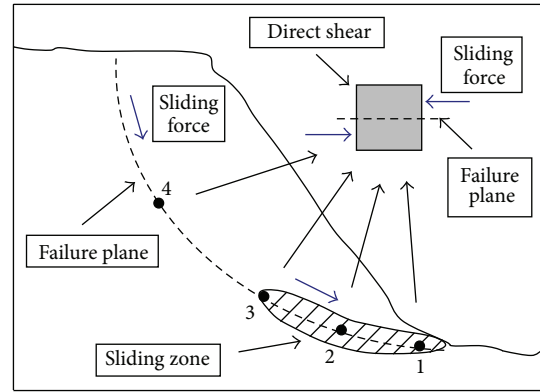 Direct shear
Sliding
force
Sliding
force
Failure
plane
4
Failure plane
3
2
1
Sliding zone